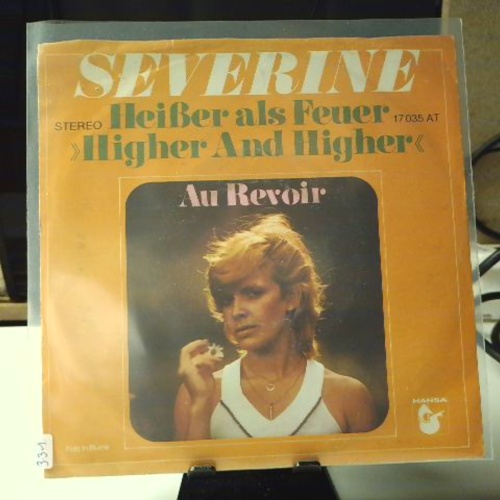 SEVERINE
STEREO Heißer als Feuer 17 035 AT
»Higher And Higher«
Au Revoir
HANSA
33-1